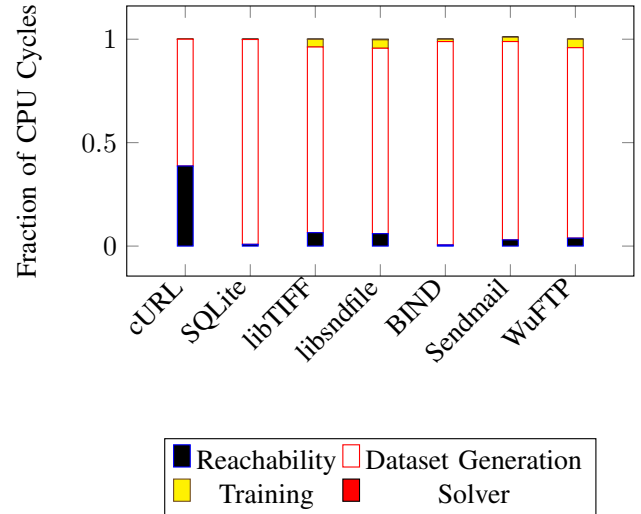 Fraction of CPU Cycles
1
0.5
0
cURL
SQLite
libTIFF
libsndfile
BIND
Sendmail
WuFTP
Reachability Dataset Generation
Training Solver